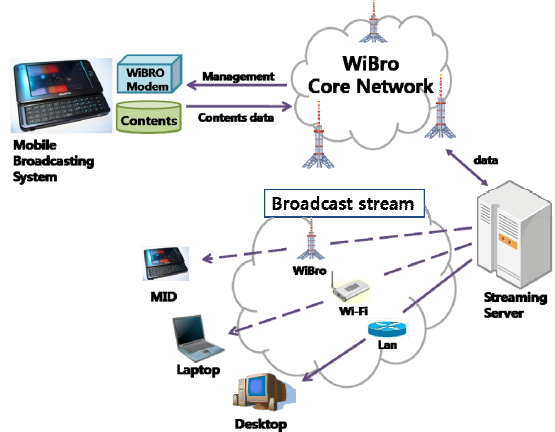 WiBro
Core Network
WiBRO
Modem
Management
Contents
Contents data
Mobile
Broadcasting
System
data
Broadcast stream
WiBro
MID
Wi-Fi
Streaming
Server
Lan
Laptop
Desktop